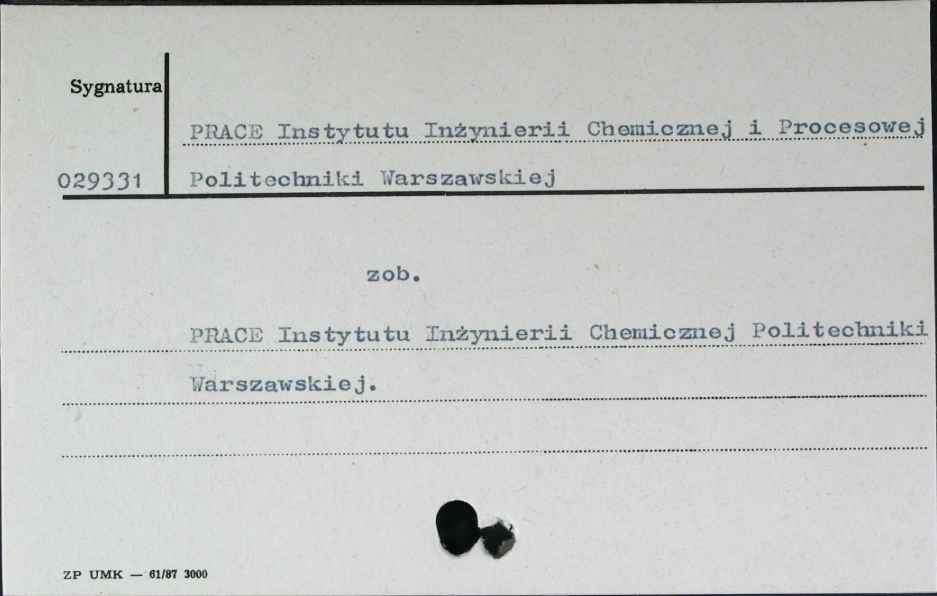 Sygnatura
PRACE Instytutu Inżynierii Chemicznej i Procesowej
029331 Politechniki Warszawskiej
zob.
PRACE Instytutu Inżynierii Chemicznej Politechniki
Warszawskiej.
ZP UMK — 61/87 3000